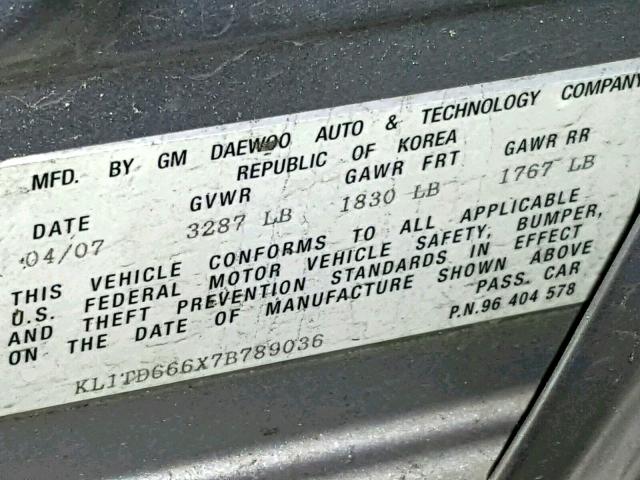 MFD. BY GM DAEWOO AUTO & TECHNOLOGY COMPANY
REPUBLIC OF KOREA
DATE GVWR GAWR FRT GAWR RR
04/07 3287 LB 1830 LB 1767 LB
THIS VEHICLE CONFORMS TO ALL APPLICABLE
U.S. FEDERAL MOTOR VEHICLE SAFETY, BUMPER,
AND THEFT PREVENTION STANDARDS IN EFFECT
ON THE DATE OF MANUFACTURE SHOWN ABOVE
PASS. CAR
KL1TD666X7B789036 P.N.96 404 578